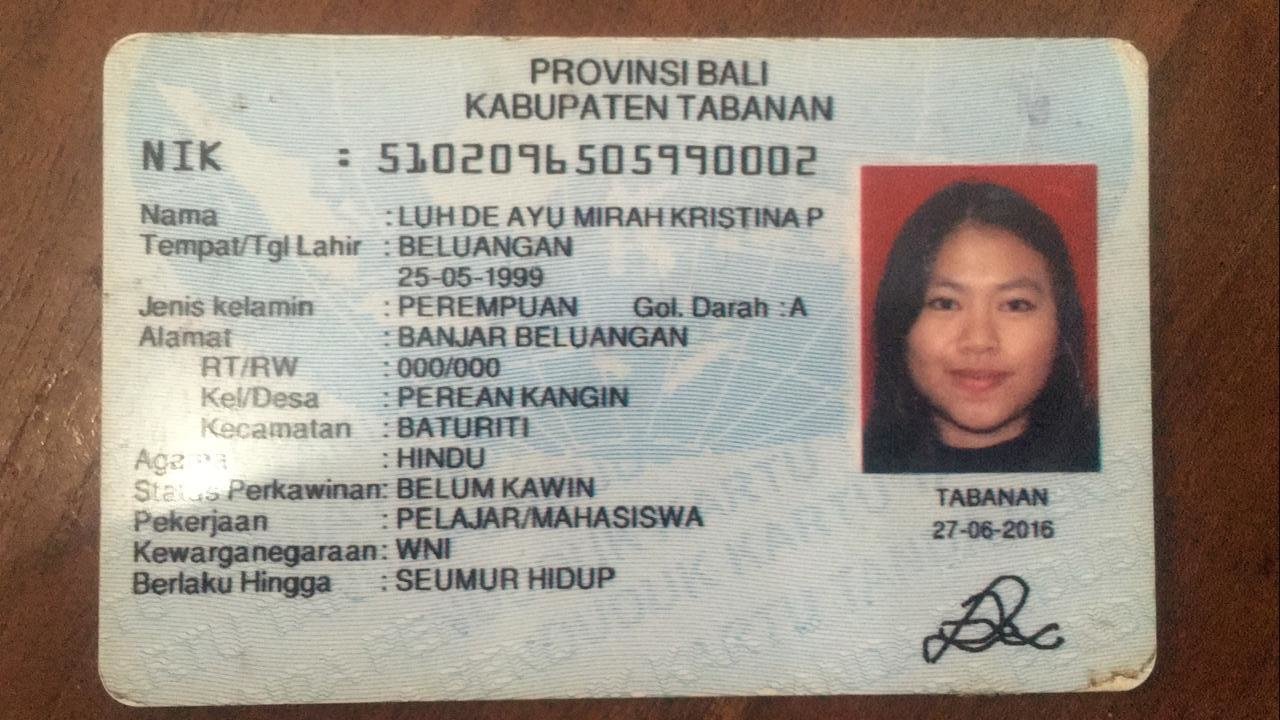 PROVINSI BALI
KABUPATEN TABANAN
NIK : 5102096505990002
Nama : LUH DE AYU MIRAH KRISTINA P
Tempat/Tgl Lahir : BELUANGAN
25-05-1999
Jenis kelamin : PEREMPUAN Gol. Darah : A
Alamat : BANJAR BELUANGAN
RT/RW : 000/000
Kel/Desa : PEREAN KANGIN
Kecamatan : BATURITI
Agama : HINDU
Status Perkawinan: BELUM KAWIN
Pekerjaan : PELAJAR/MAHASISWA
Kewarganegaraan: WNI
Berlaku Hingga : SEUMUR HIDUP
TABANAN
27-06-2016